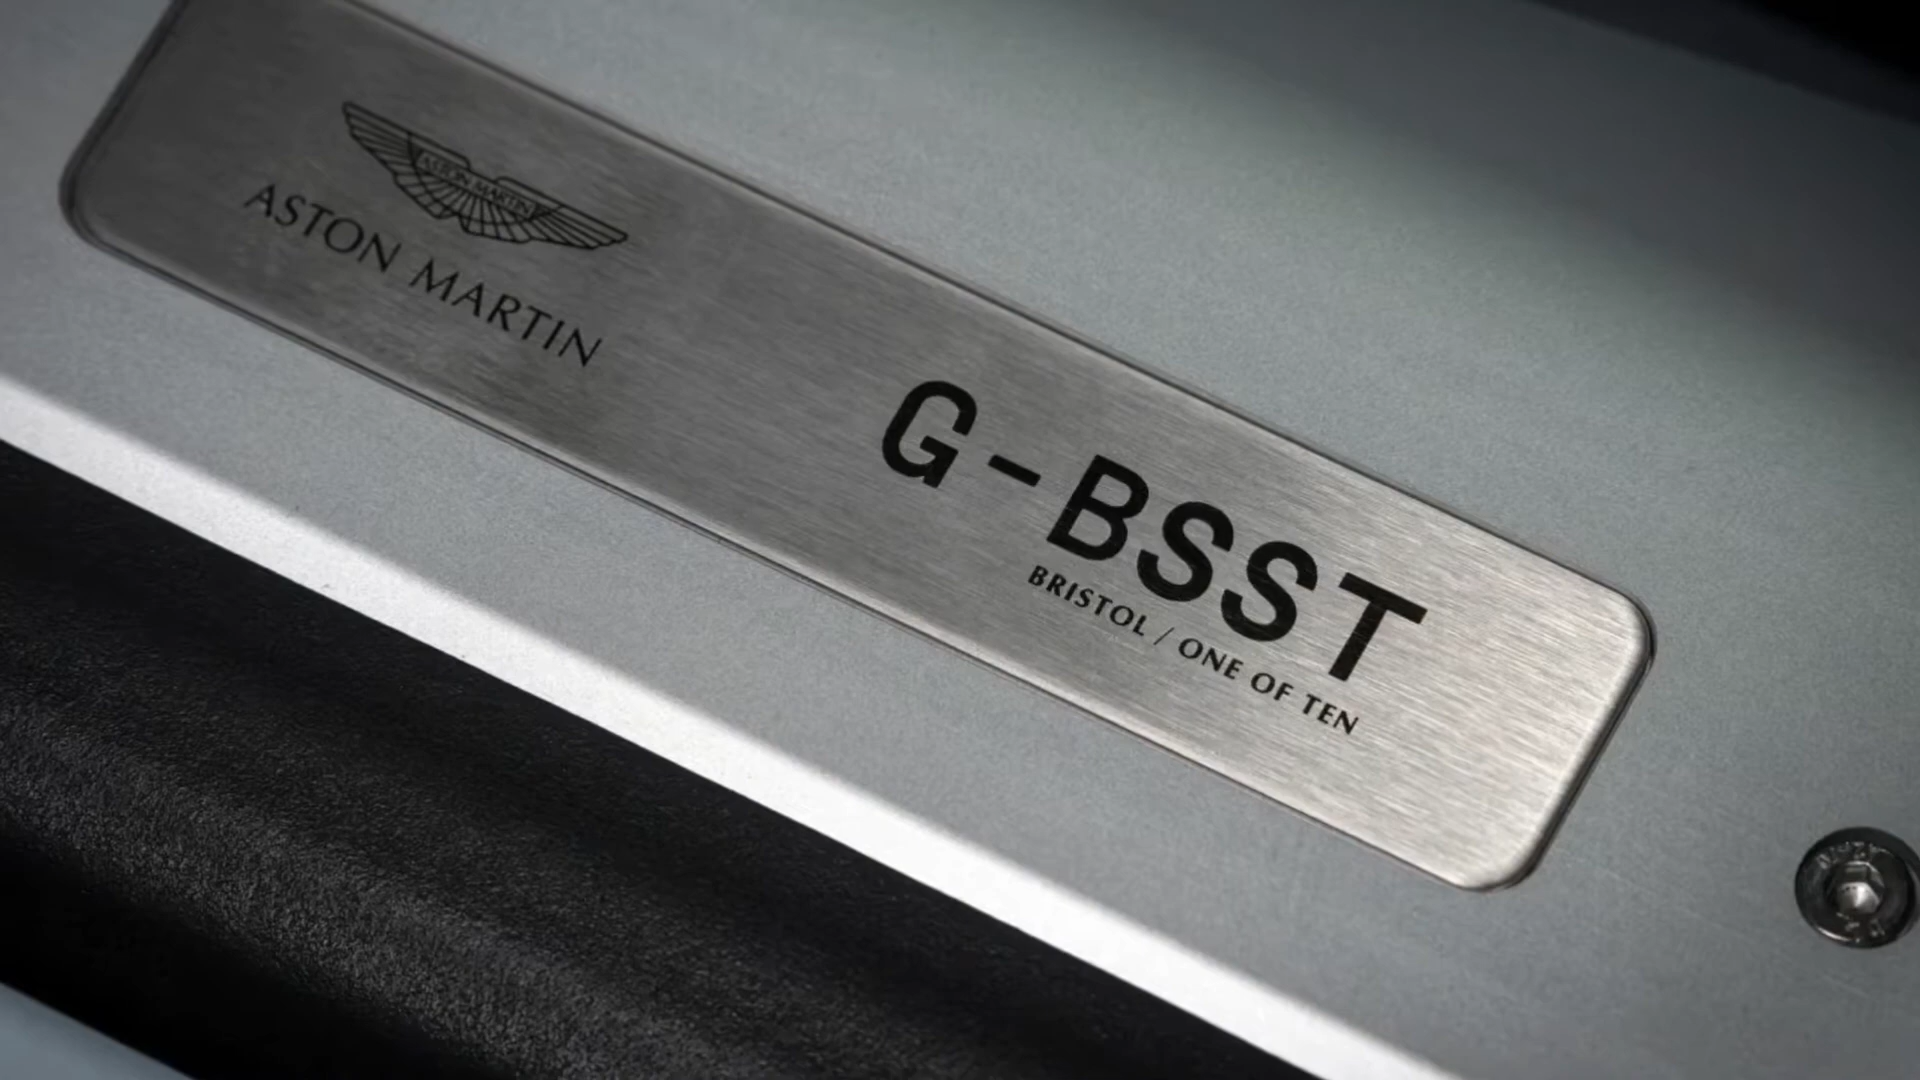 ASTON MARTIN
ASTON MARTIN
G-BSST
BRISTOL / ONE OF TEN